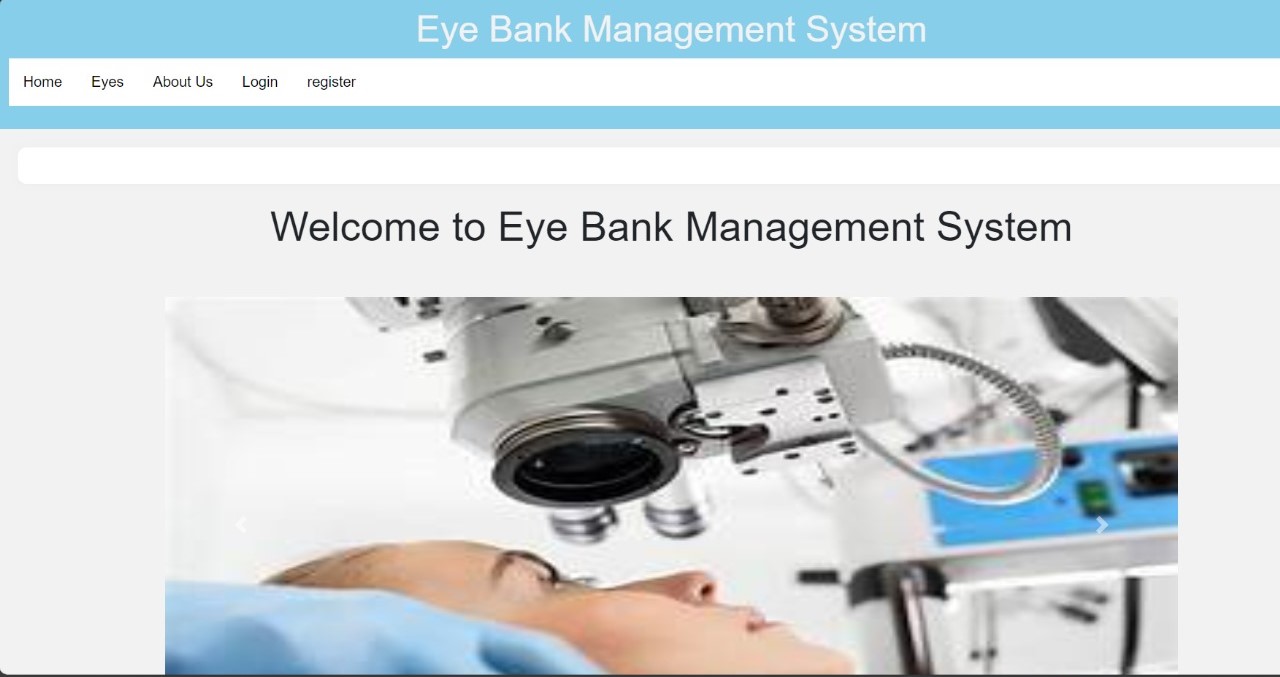 Eye Bank Management System
Home Eyes About Us Login register
Welcome to Eye Bank Management System